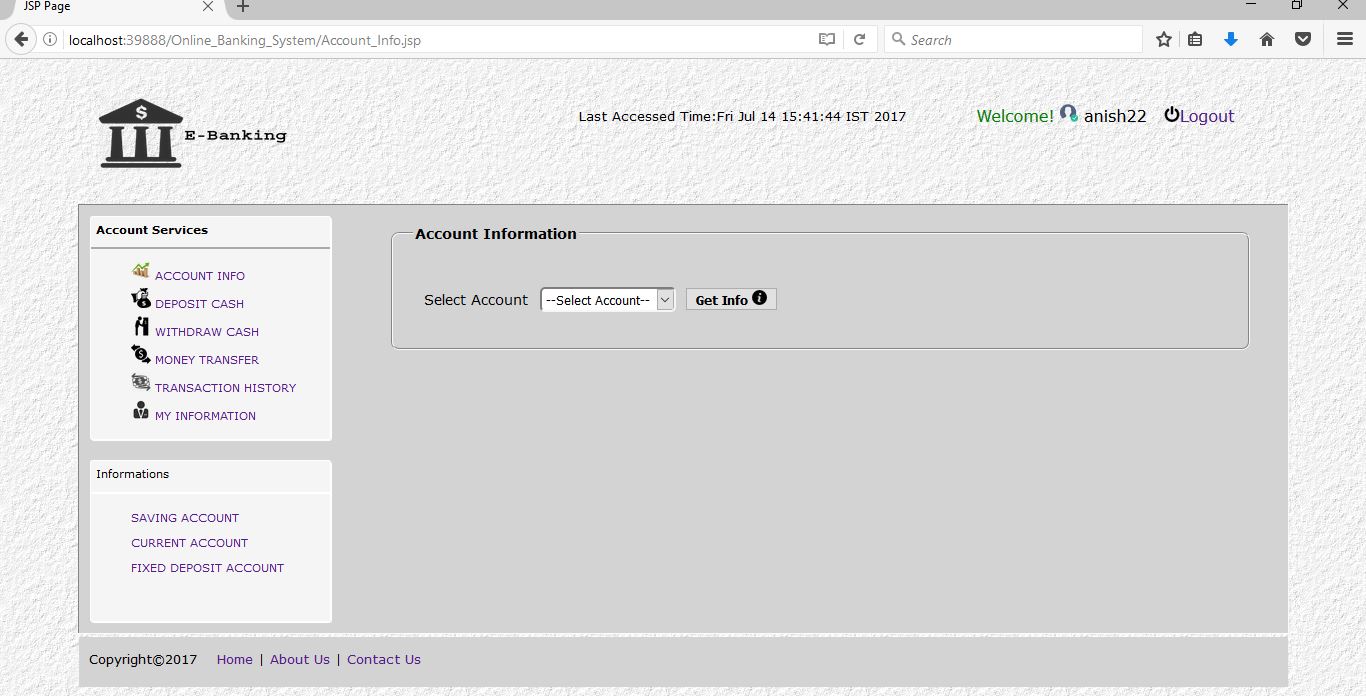 JSP Page
localhost:39888/Online_Banking_System/Account_Info.jsp
Search
$
E-Banking
Last Accessed Time:Fri Jul 14 15:41:44 IST 2017
Welcome! anish22 Logout
Account Services
ACCOUNT INFO
DEPOSIT CASH
WITHDRAW CASH
MONEY TRANSFER
TRANSACTION HISTORY
MY INFORMATION
Informations
SAVING ACCOUNT
CURRENT ACCOUNT
FIXED DEPOSIT ACCOUNT
Account Information
Select Account --Select Account-- Get Info
Copyright©2017 Home | About Us | Contact Us